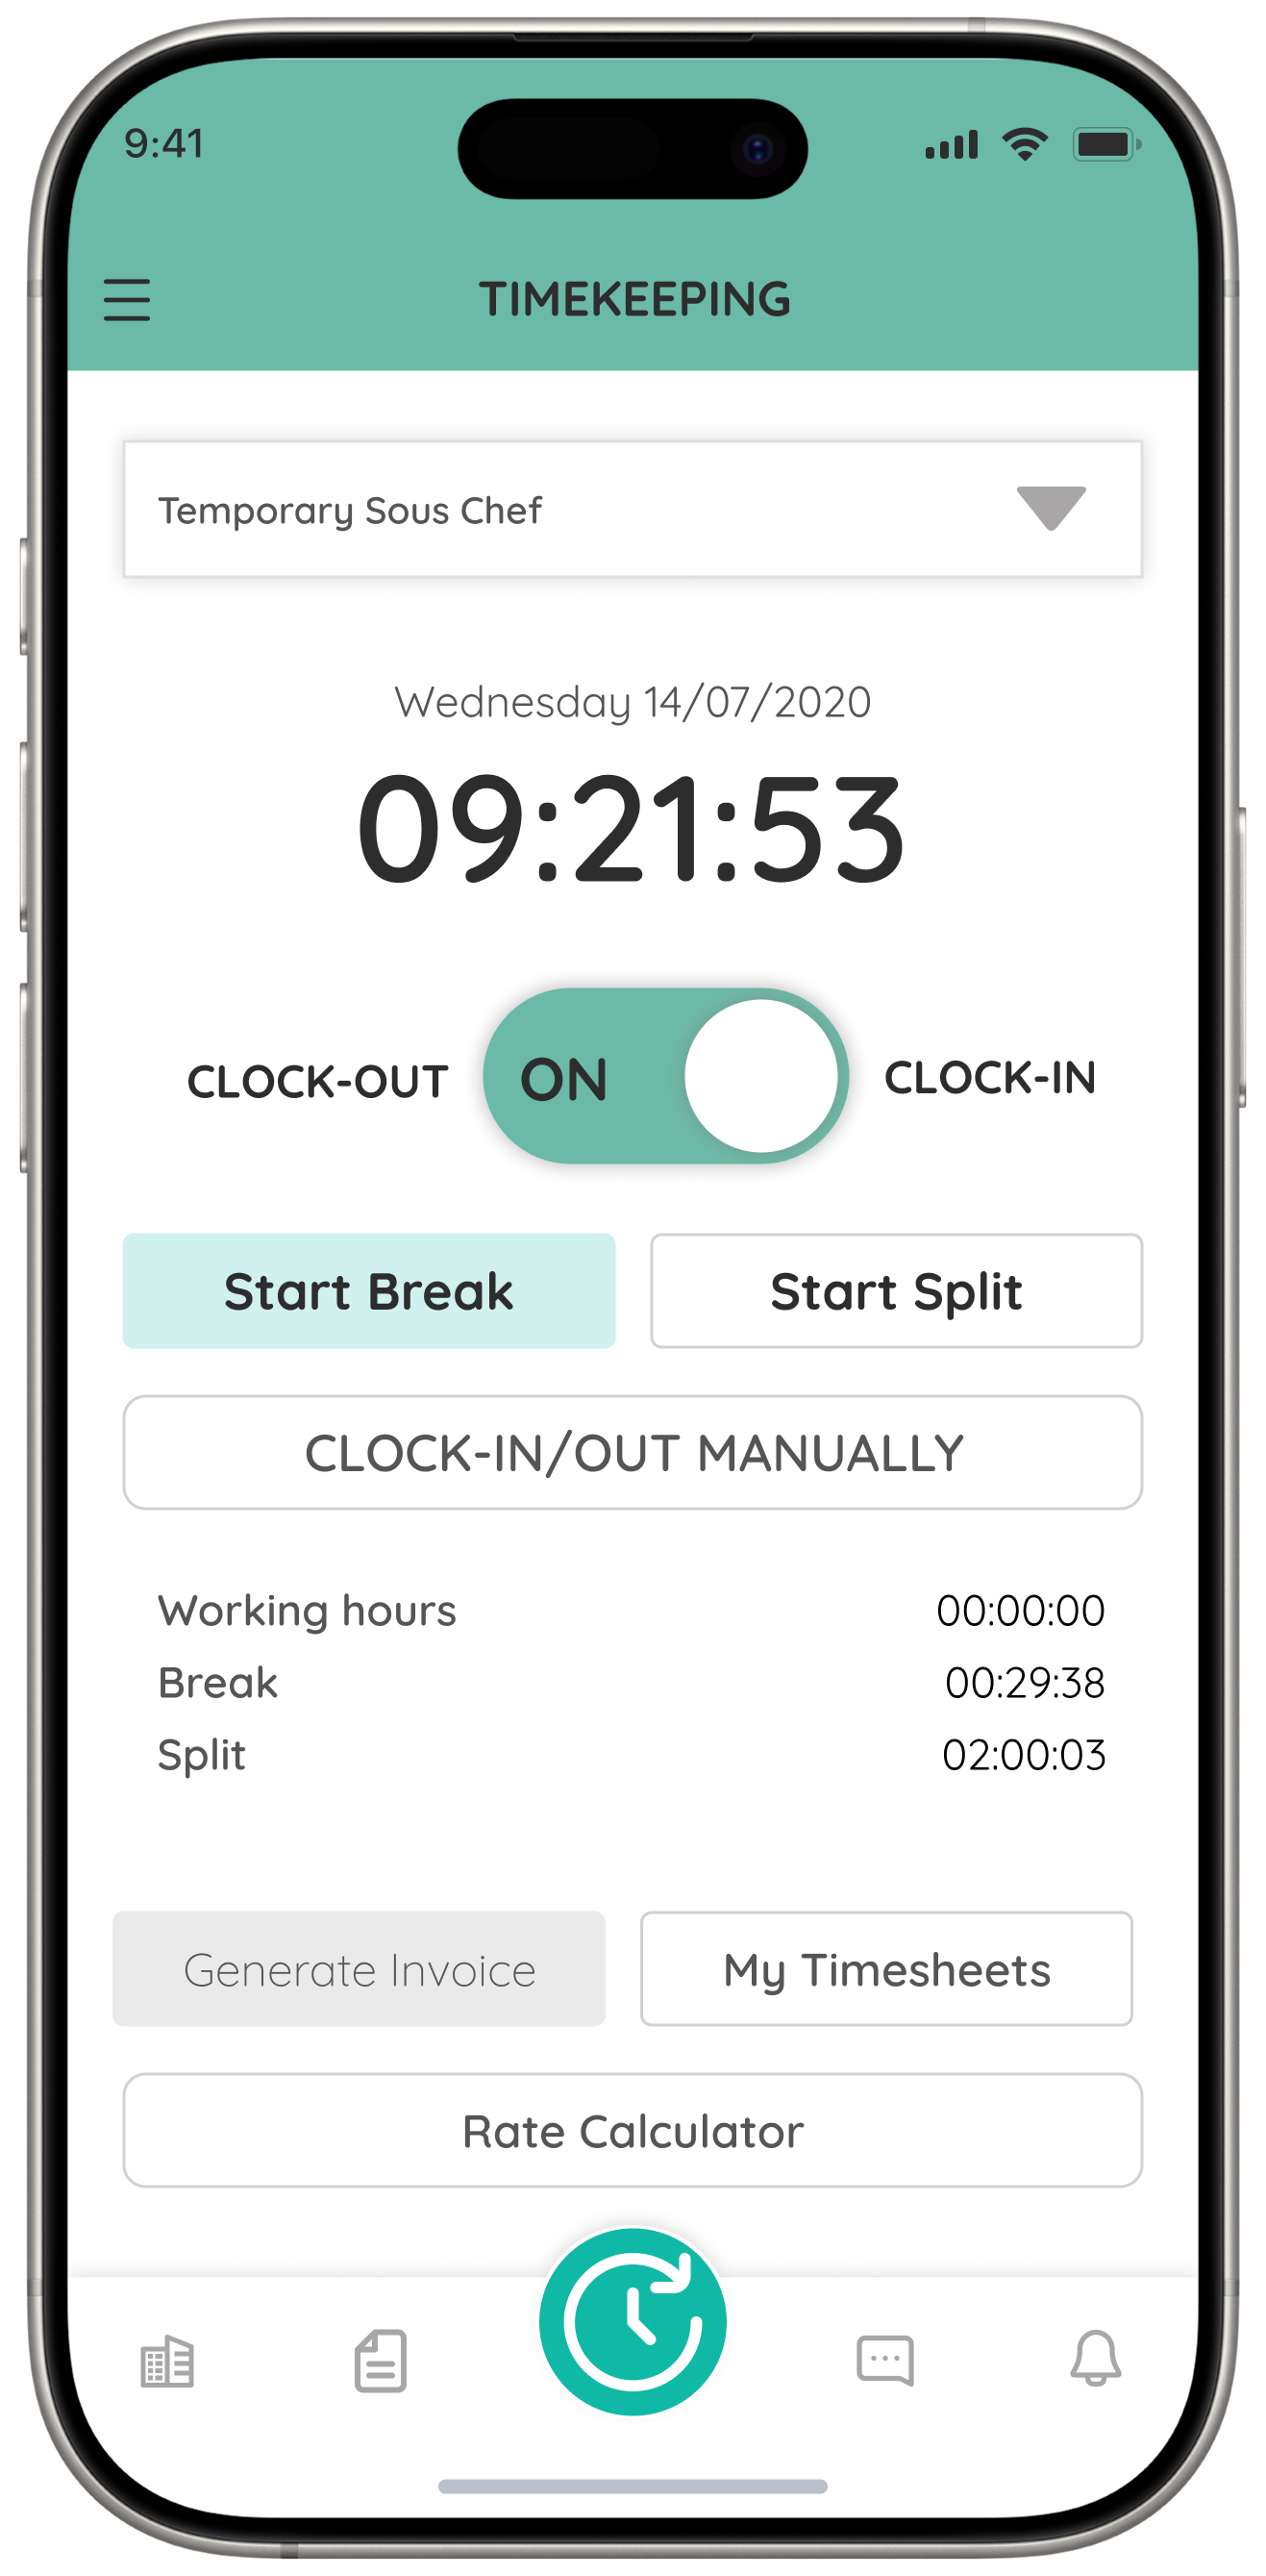 9:41
TIMEKEEPING
Temporary Sous Chef
Wednesday 14/07/2020
09:21:53
CLOCK-OUT ON CLOCK-IN
Start Break Start Split
CLOCK-IN/OUT MANUALLY
Working hours 00:00:00
Break 00:29:38
Split 02:00:03
Generate Invoice My Timesheets
Rate Calculator